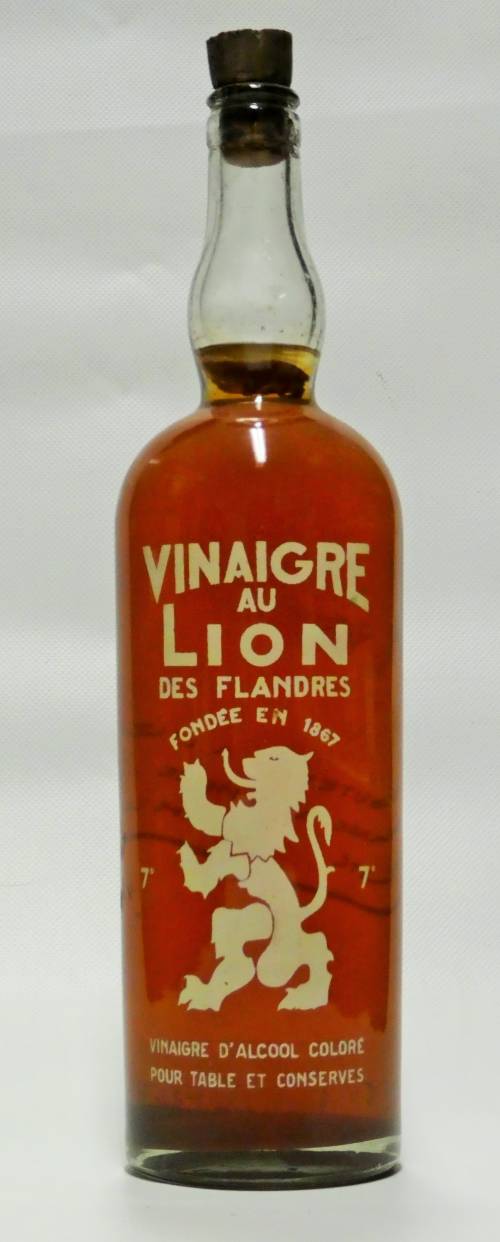 VINAIGRE
AU
LION
DES FLANDRES
FONDÉE EN 1867
7° 7°
VINAIGRE D'ALCOOL COLORÉ
POUR TABLE ET CONSERVES